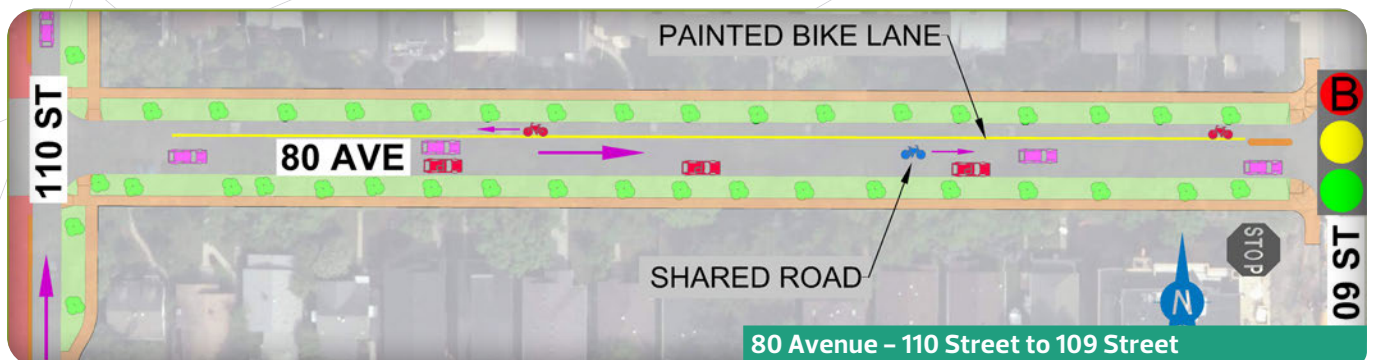 PAINTED BIKE LANE
B
110 ST
80 AVE
SHARED ROAD
STOP
09 ST
N
80 Avenue – 110 Street to 109 Street